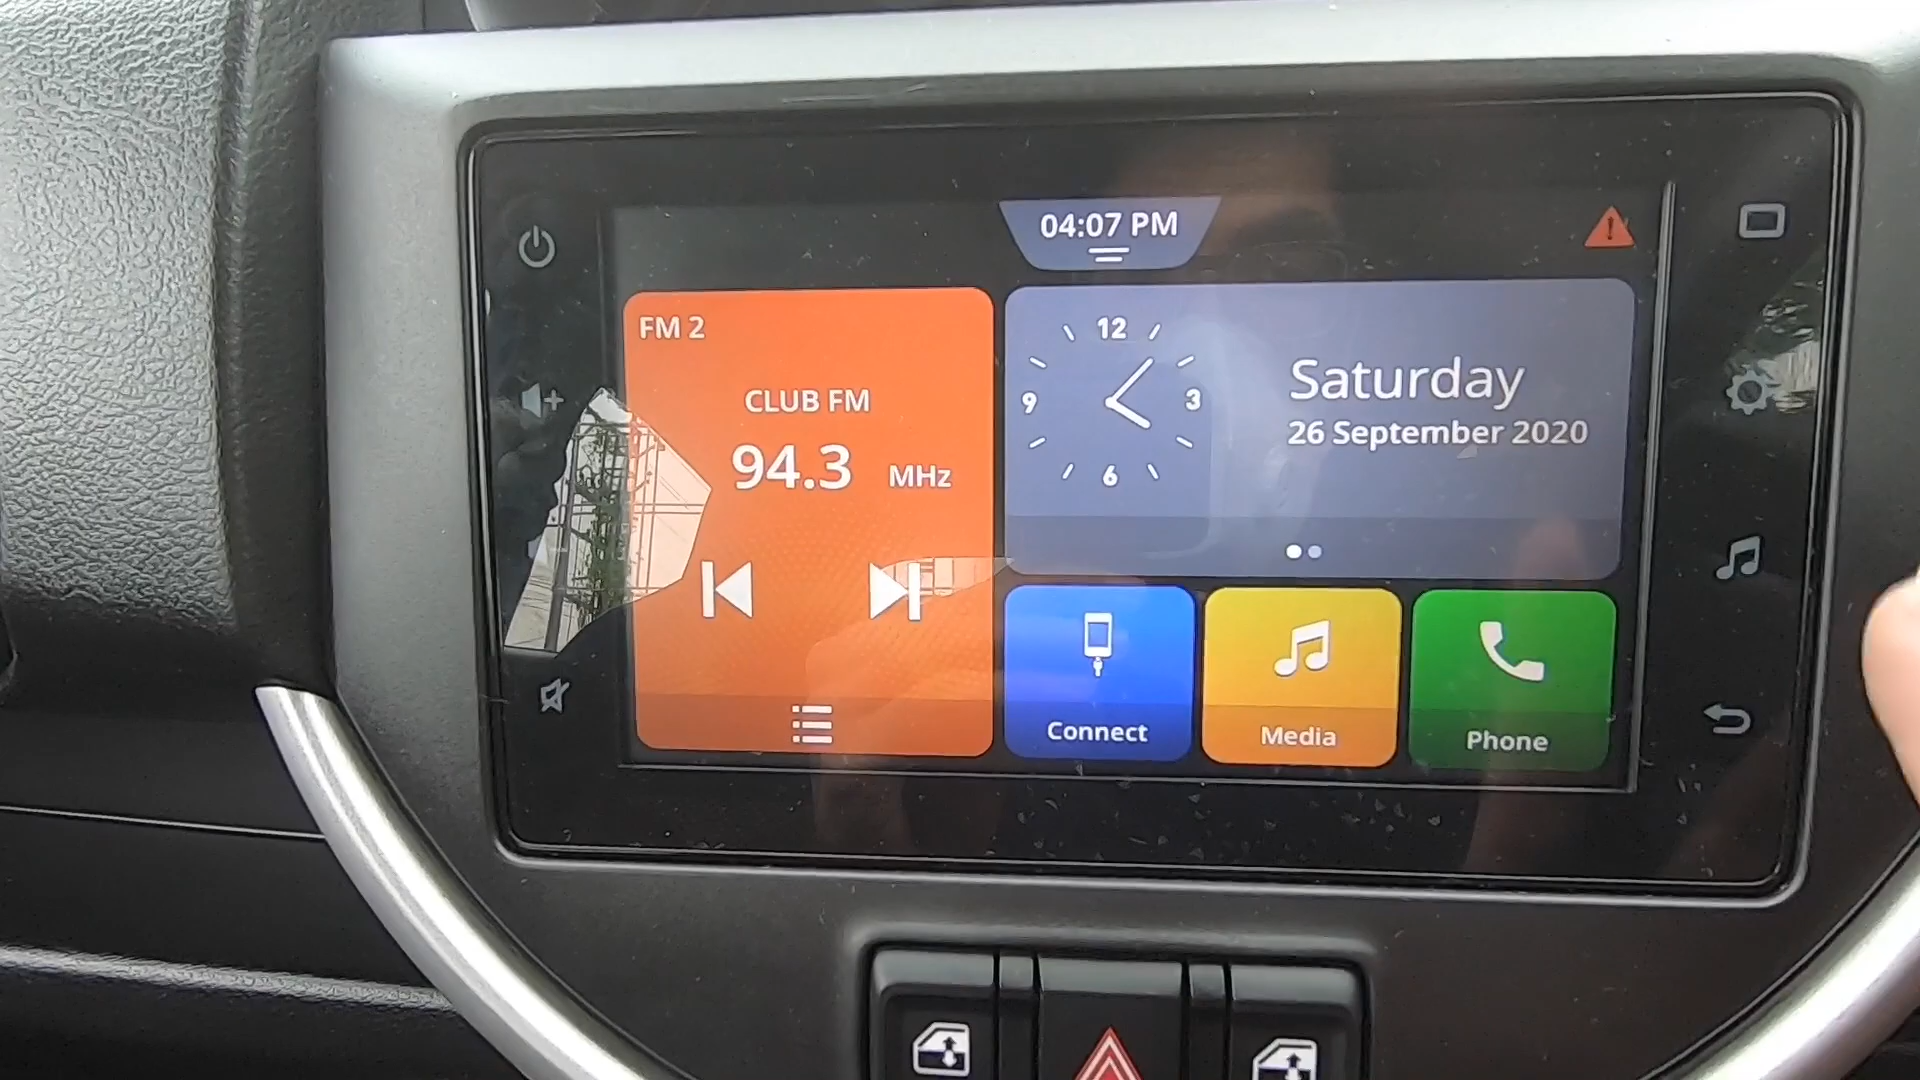 04:07 PM
FM 2
CLUB FM
94.3 MHz
12
9
3
6
Saturday
26 September 2020
Connect
Media
Phone